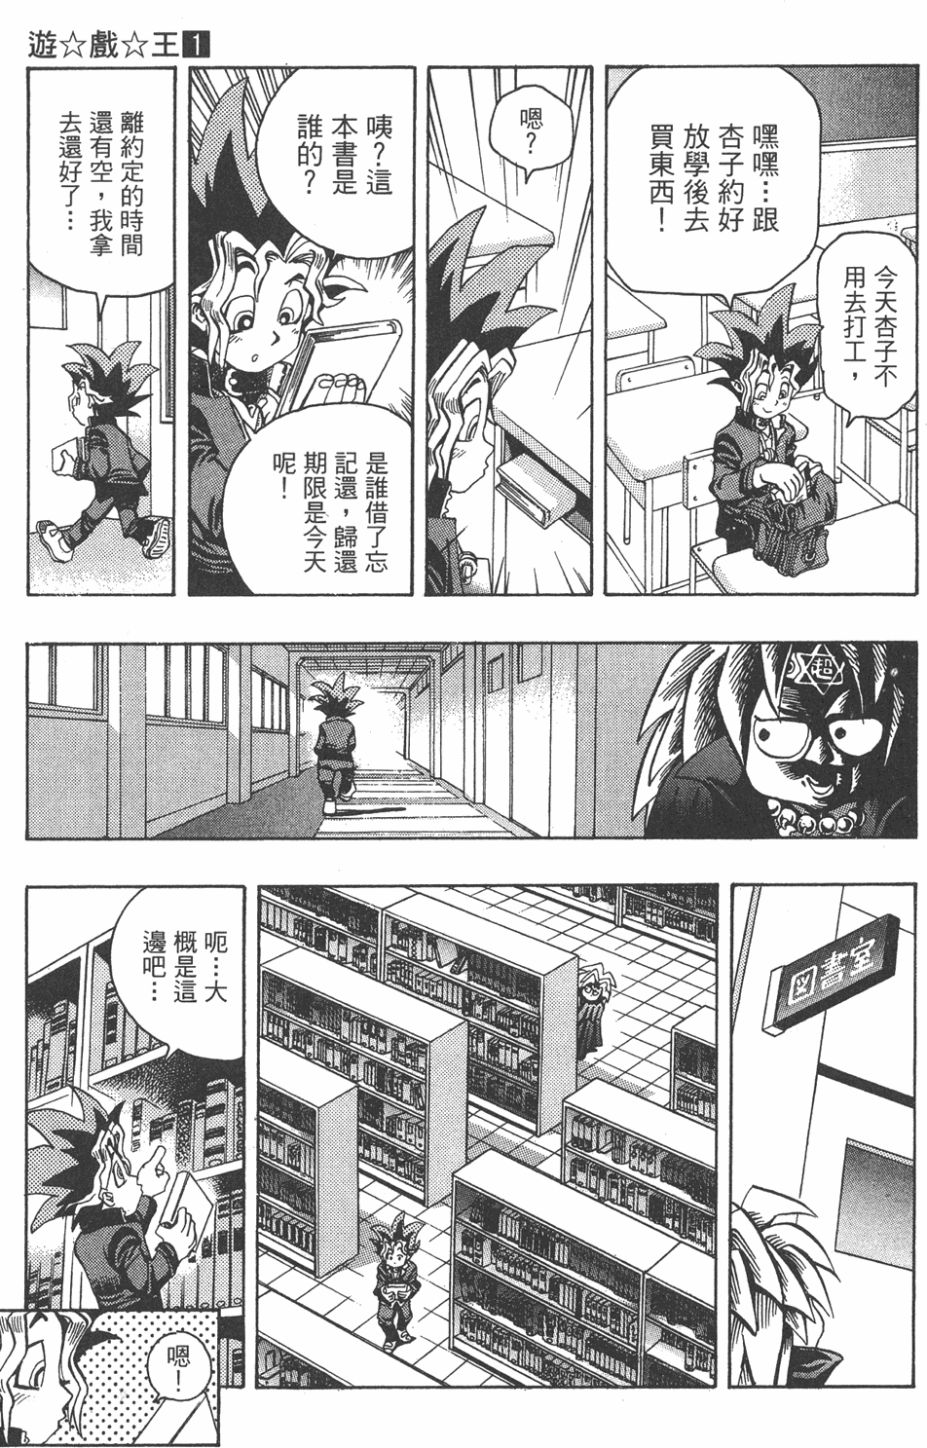 遊☆戲☆王1
嘿嘿…跟
杏子約好
放學後去
買東西！
今天杏子不
用去打工，
嗯？
咦？這
本書是
誰的？
是誰借了忘
記還，歸還
期限是今天
呢！
離約定的時間
還有空，我拿
去還好了…
超
図書室
呃…大
概是這
邊吧…
嗯！